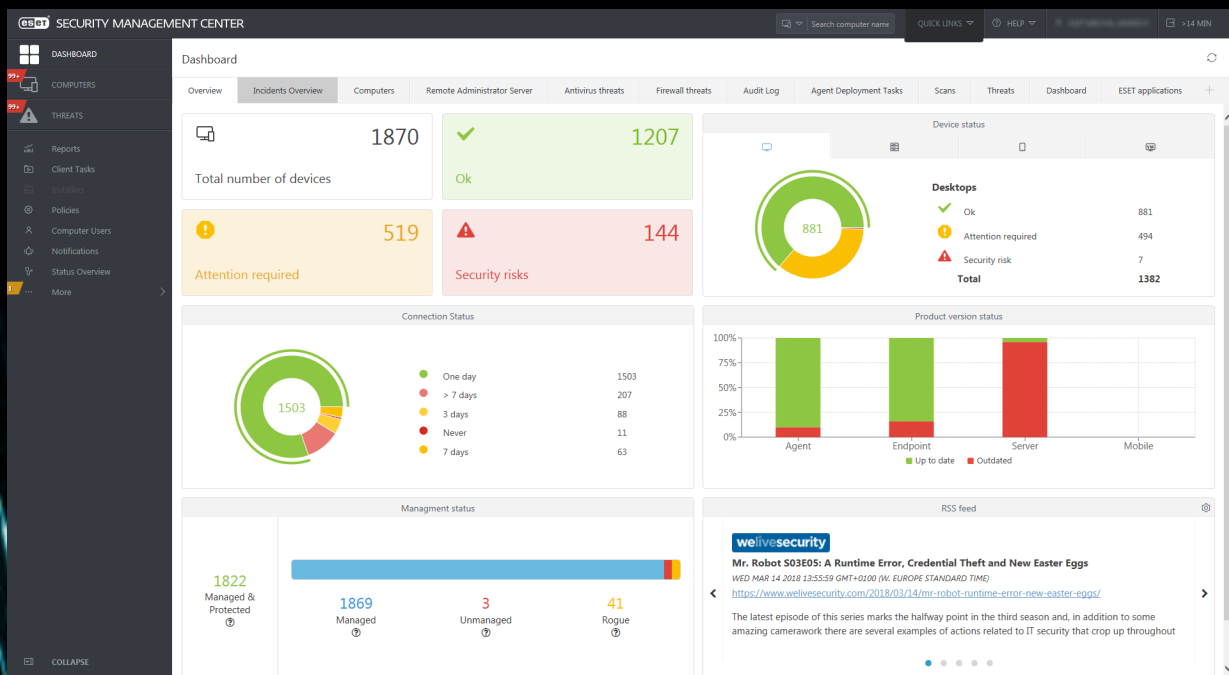 eset SECURITY MANAGEMENT CENTER
Search computer name
QUICK LINKS
HELP
>14 MIN
DASHBOARD
99+
COMPUTERS
99+
THREATS
Reports
Client Tasks
Installers
Policies
Computer Users
Notifications
Status Overview
More
COLLAPSE
Dashboard
Overview Incidents Overview Computers Remote Administrator Server Antivirus threats Firewall threats Audit Log Agent Deployment Tasks Scans Threats Dashboard ESET applications
1870
Total number of devices
1207
Ok
519
Attention required
144
Security risks
Device status
881
Desktops
Ok 881
Attention required 494
Security risk 7
Total 1382
Connection Status
1503
One day 1503
> 7 days 207
3 days 88
Never 11
7 days 63
Product version status
100%
75%
50%
25%
0%
Agent Endpoint Server Mobile
Up to date Outdated
Managment status
1822
Managed &
Protected
1869
Managed
3
Unmanaged
41
Rogue
RSS feed
welivesecurity
Mr. Robot S03E05: A Runtime Error, Credential Theft and New Easter Eggs
WED MAR 14 2018 13:55:59 GMT+0100 (W. EUROPE STANDARD TIME)
https://www.welivesecurity.com/2018/03/14/mr-robot-runtime-error-new-easter-eggs/
The latest episode of this series marks the halfway point in the third season and, in addition to some
amazing camerawork there are several examples of actions related to IT security that crop up throughout